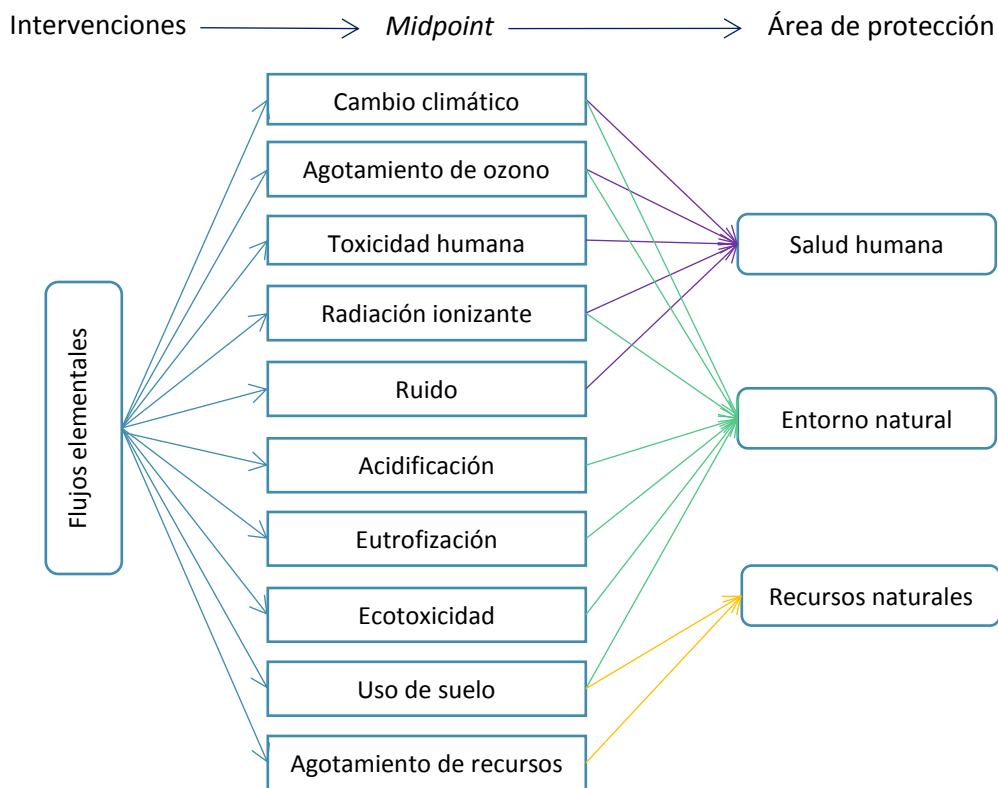 Intervenciones
Midpoint
Área de protección
Flujos elementales
Cambio climático
Agotamiento de ozono
Toxicidad humana
Radiación ionizante
Ruido
Acidificación
Eutrofización
Ecotoxicidad
Uso de suelo
Agotamiento de recursos
Salud humana
Entorno natural
Recursos naturales